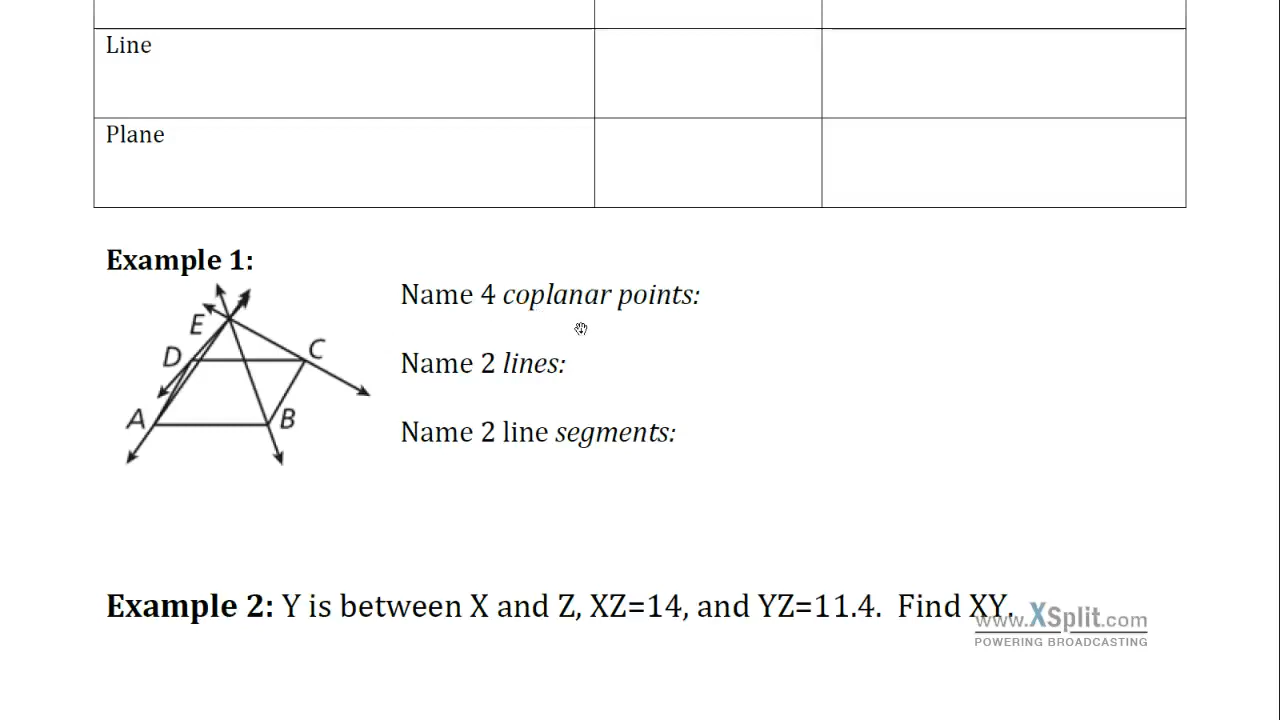 Line
Plane
Example 1:
Name 4 coplanar points:
E
D
C
Name 2 lines:
A
B
Name 2 line segments:
Example 2: Y is between X and Z, XZ=14, and YZ=11.4. Find XY.
www.XSplit.com
POWERING BROADCASTING